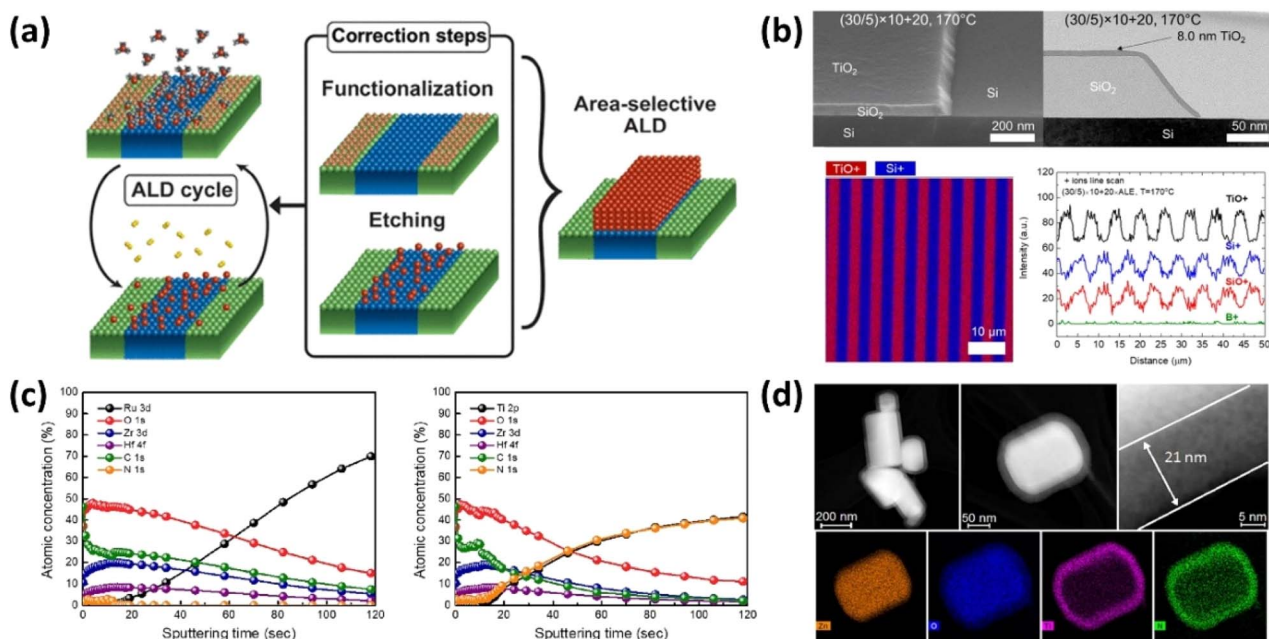 (a)
Correction steps
Functionalization
Etching
ALD cycle
Area-selective
ALD
(b)
(30/5)×10+20, 170°C
TiO2
SiO2
Si
Si
200 nm
(30/5)×10+20, 170°C
8.0 nm TiO2
SiO2
Si
50 nm
TiO+
Si+
10 μm
+ ions line scan
(30/5)×10+20×ALE, T=170°C
TiO+
Si+
SiO+
B+
Intensity (a.u.)
120
100
80
60
40
20
0
0 5 10 15 20 25 30 35 40 45 50
Distance (μm)
(c)
Atomic concentration (%)
100
90
80
70
60
50
40
30
20
10
0
Ru 3d
O 1s
Zr 3d
Hf 4f
C 1s
N 1s
0 20 40 60 80 100 120
Sputtering time (sec)
Atomic concentration (%)
100
90
80
70
60
50
40
30
20
10
0
Ti 2p
O 1s
Zr 3d
Hf 4f
C 1s
N 1s
0 20 40 60 80 100 120
Sputtering time (sec)
(d)
200 nm
50 nm
21 nm
5 nm
Zn
O